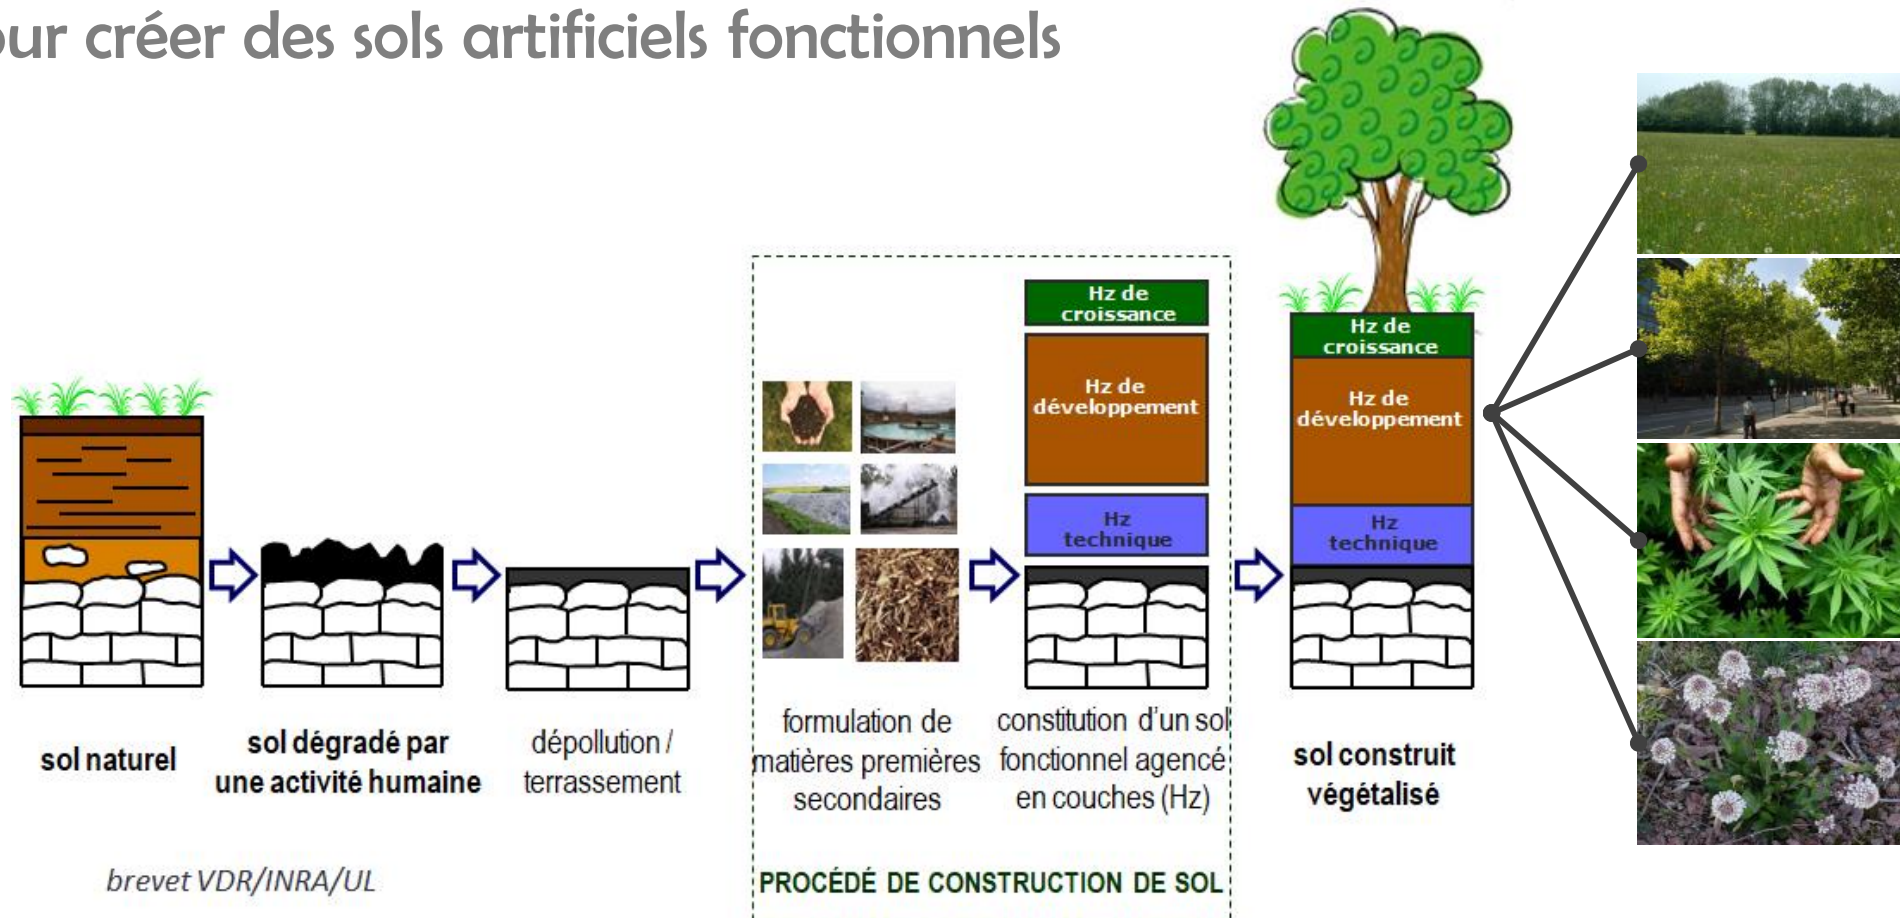 our créer des sols artificiels fonctionnels
Hz de
croissance
Hz de
développement
Hz
technique
Hz de
croissance
Hz de
développement
Hz
technique
sol naturel
sol dégradé par
une activité humaine
dépollution /
terrassement
formulation de
matières premières
secondaires
constitution d'un sol
fonctionnel agencé
en couches (Hz)
sol construit
végétalisé
brevet VDR/INRA/UL
PROCÉDÉ DE CONSTRUCTION DE SOL